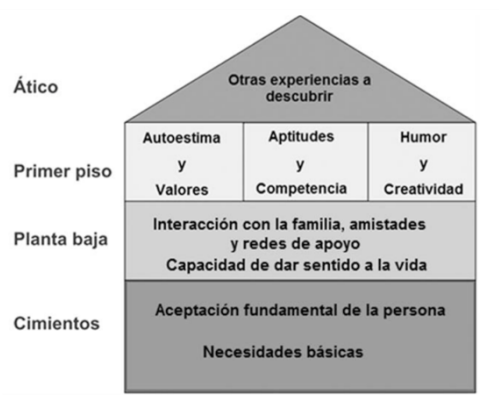 Ático
Otras experiencias a
descubrir
Primer piso
Autoestima
y
Valores
Aptitudes
y
Competencia
Humor
y
Creatividad
Planta baja
Interacción con la familia, amistades
y redes de apoyo
Capacidad de dar sentido a la vida
Cimientos
Aceptación fundamental de la persona
Necesidades básicas